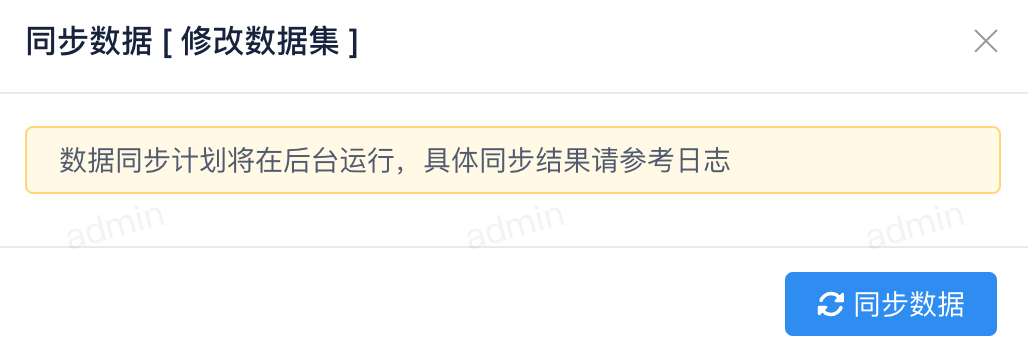 同步数据 [ 修改数据集 ]
数据同步计划将在后台运行，具体同步结果请参考日志
admin admin admin
同步数据